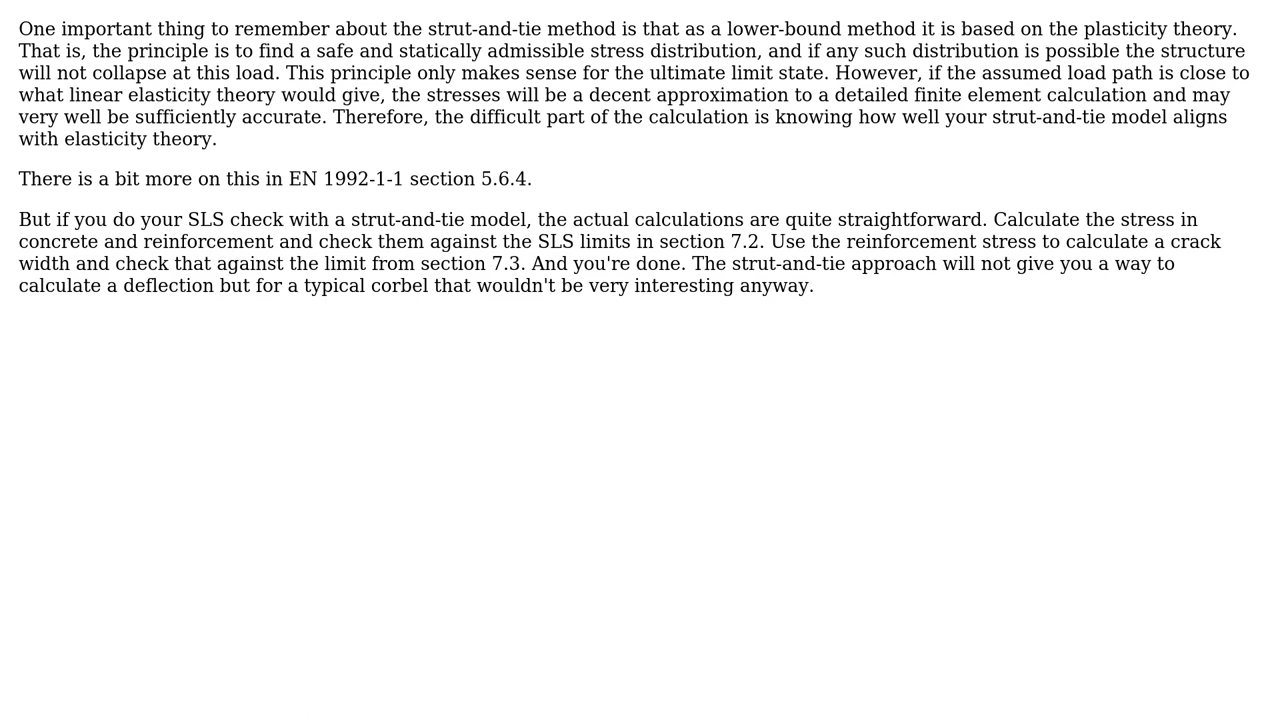 One important thing to remember about the strut-and-tie method is that as a lower-bound method it is based on the plasticity theory.
That is, the principle is to find a safe and statically admissible stress distribution, and if any such distribution is possible the structure
will not collapse at this load. This principle only makes sense for the ultimate limit state. However, if the assumed load path is close to
what linear elasticity theory would give, the stresses will be a decent approximation to a detailed finite element calculation and may
very well be sufficiently accurate. Therefore, the difficult part of the calculation is knowing how well your strut-and-tie model aligns
with elasticity theory.
There is a bit more on this in EN 1992-1-1 section 5.6.4.
But if you do your SLS check with a strut-and-tie model, the actual calculations are quite straightforward. Calculate the stress in
concrete and reinforcement and check them against the SLS limits in section 7.2. Use the reinforcement stress to calculate a crack
width and check that against the limit from section 7.3. And you're done. The strut-and-tie approach will not give you a way to
calculate a deflection but for a typical corbel that wouldn't be very interesting anyway.